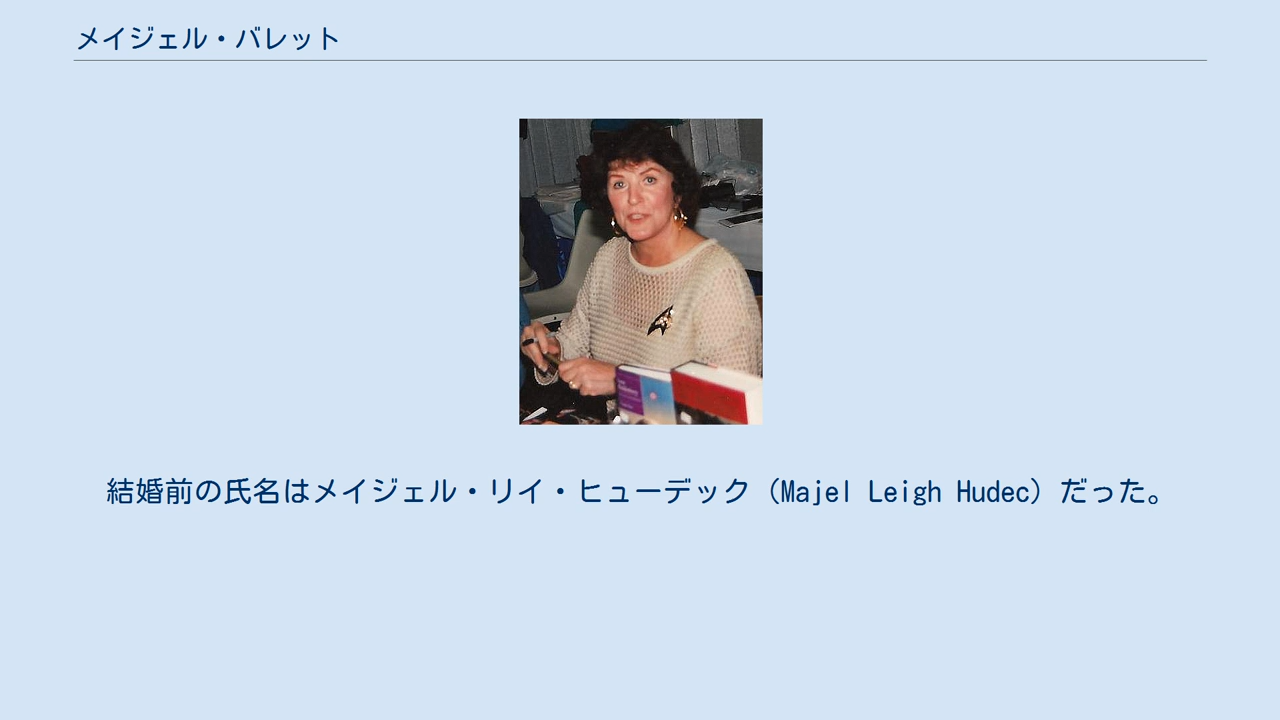 メイジェル・バレット
結婚前の氏名はメイジェル・リイ・ヒューデック（Majel Leigh Hudec）だった。